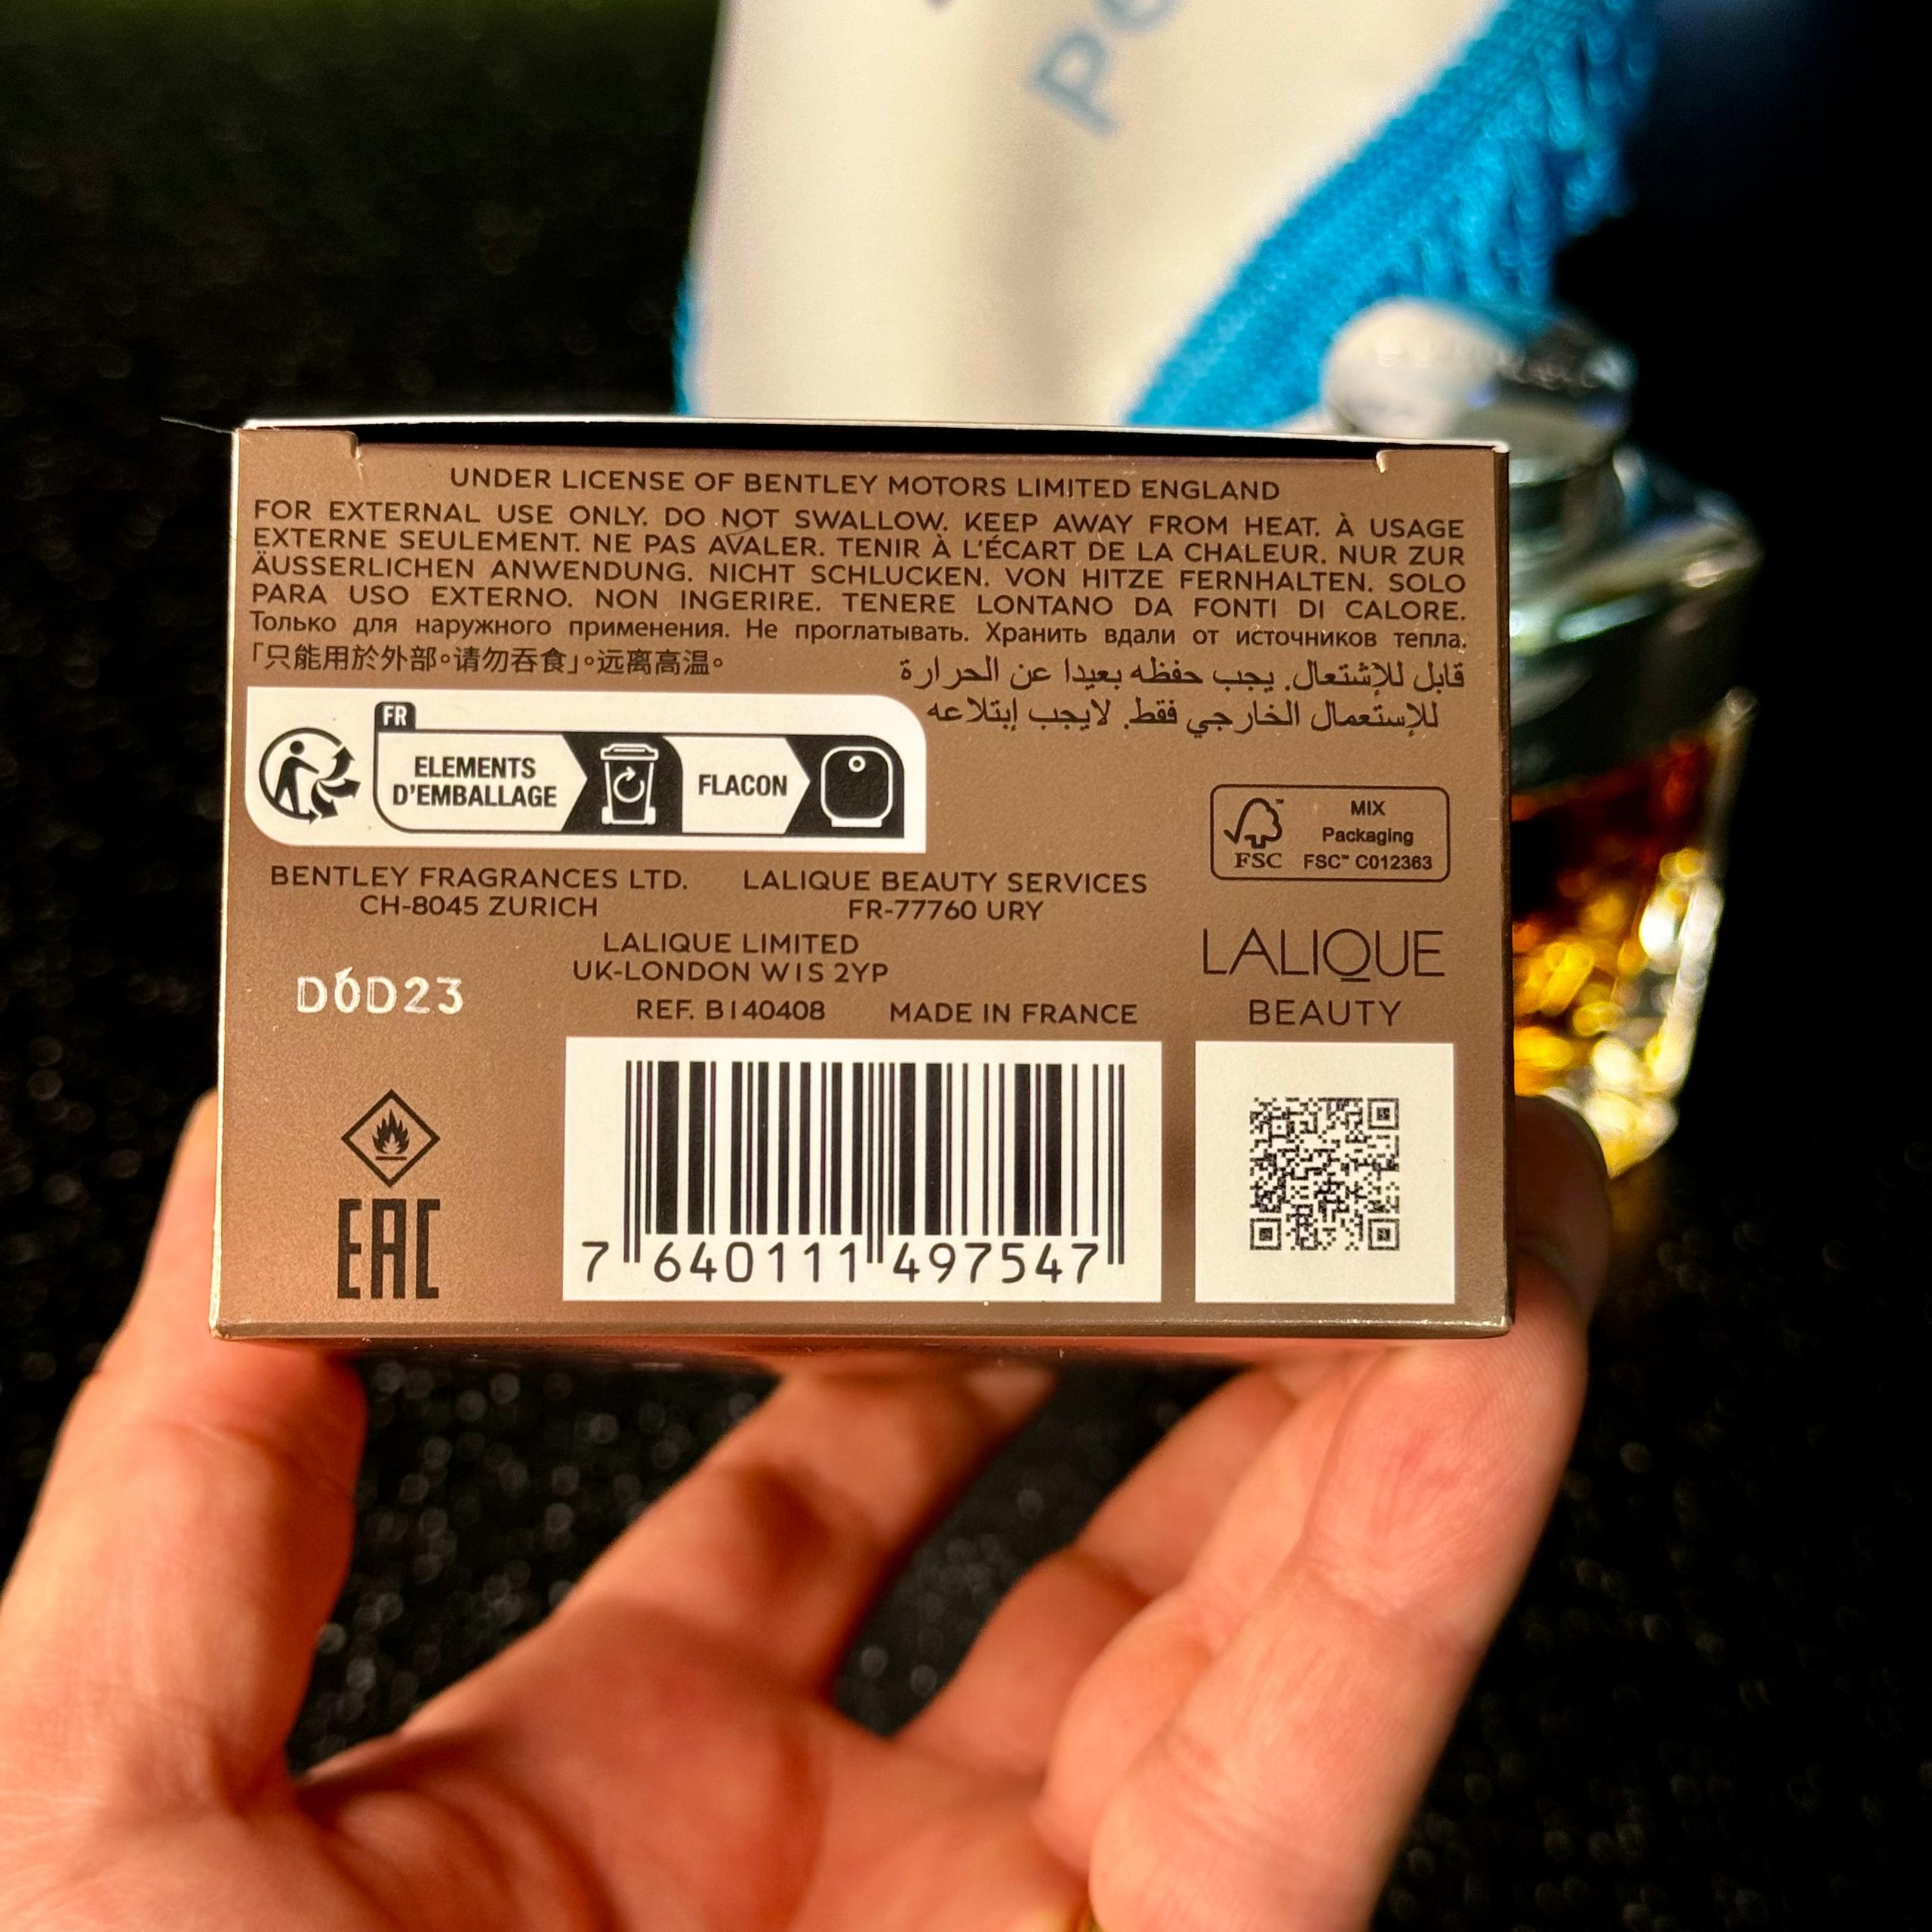 UNDER LICENSE OF BENTLEY MOTORS LIMITED ENGLAND
FOR EXTERNAL USE ONLY. DO NOT SWALLOW. KEEP AWAY FROM HEAT. À USAGE
EXTERNE SEULEMENT. NE PAS AVALER. TENIR À L'ÉCART DE LA CHALEUR. NUR ZUR
ÄUSSERLICHEN ANWENDUNG. NICHT SCHLUCKEN. VON HITZE FERNHALTEN. SOLO
PARA USO EXTERNO. NON INGERIRE. TENERE LONTANO DA FONTI DI CALORE.
Только для наружного применения. Не проглатывать. Хранить вдали от источников тепла.
「只能用於外部。请勿吞食」。远离高温。
قابل للإشتعال. يجب حفظه بعيدا عن الحرارة
للإستعمال الخارجي فقط. لايجب إبتلاعه
FR
ELEMENTS
D'EMBALLAGE
FLACON
MIX
Packaging
FSC™ C012363
FSC™
BENTLEY FRAGRANCES LTD.
CH-8045 ZURICH
LALIQUE BEAUTY SERVICES
FR-77760 URY
LALIQUE LIMITED
UK-LONDON W1S 2YP
REF. B140408 MADE IN FRANCE
LALIQUE
BEAUTY
D6D23
EAC
7 640111 497547